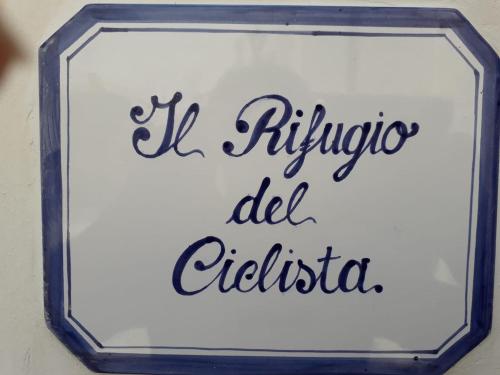 Il Rifugio
del
Ciclista.